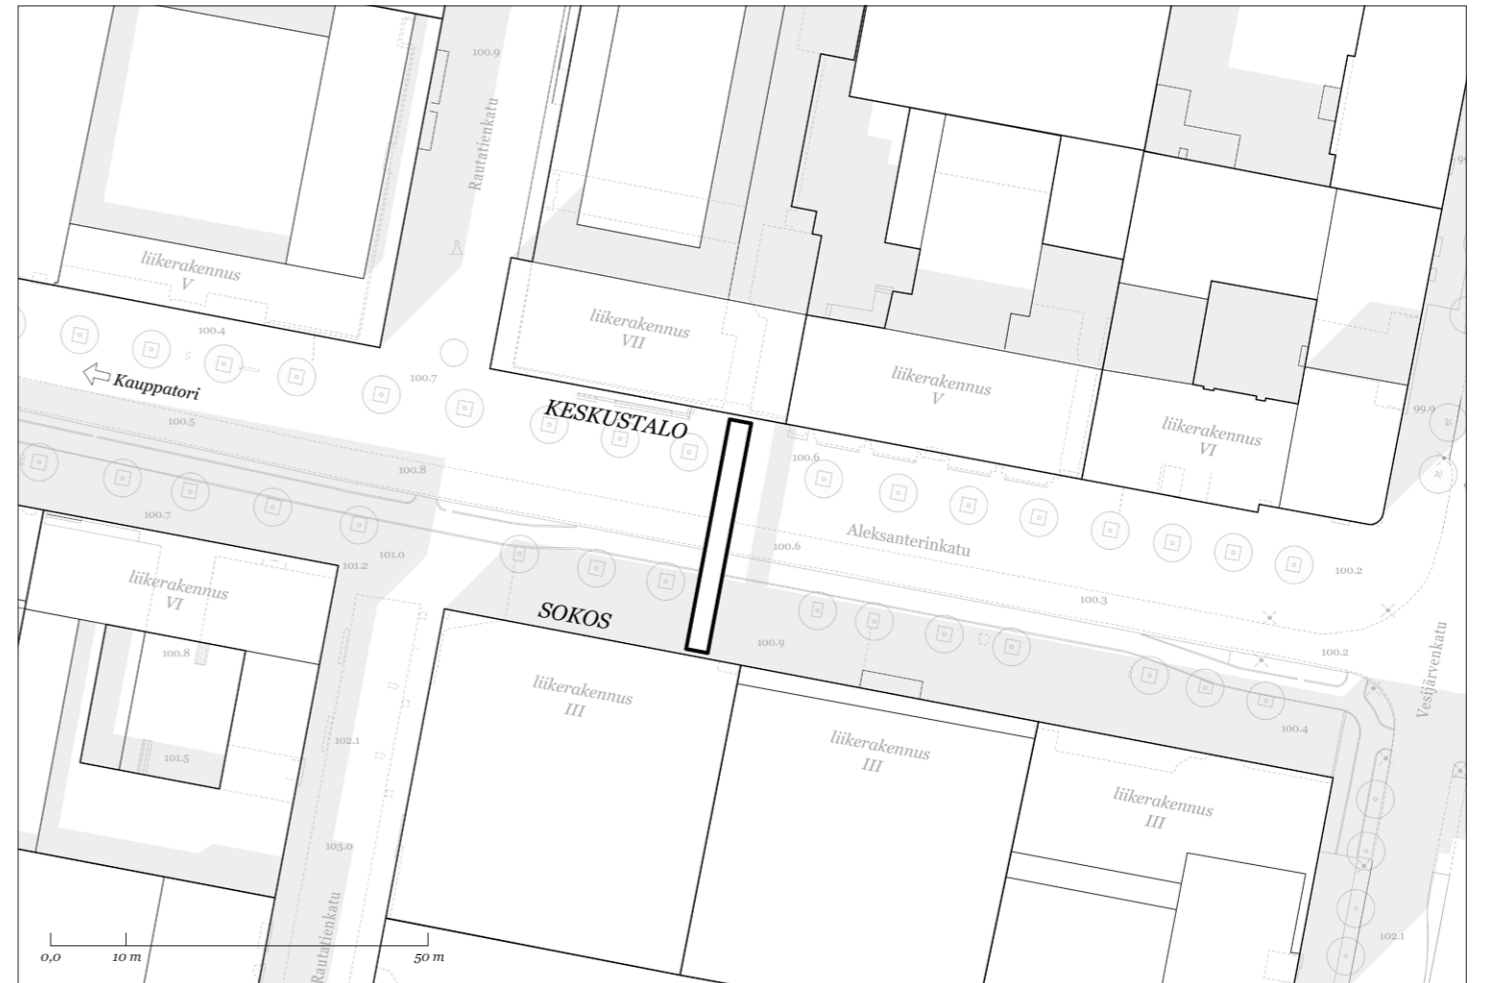 100.9
Rautatienkatu
liikerakennus
V
100.4
Kauppatori
100.7
liikerakennus
VII
KESKUSTALO
liikerakennus
V
liikerakennus
VI
99.9
100.5
100.8
100.6
100.7
101.0
101.2
100.6
Aleksanterinkatu
100.2
100.3
100.2
liikerakennus
VI
SOKOS
100.9
100.8
liikerakennus
III
Vesijärvenkatu
100.4
102.1
101.5
liikerakennus
III
liikerakennus
III
103.0
Rautatienkatu
102.1
0,0
10 m
50 m